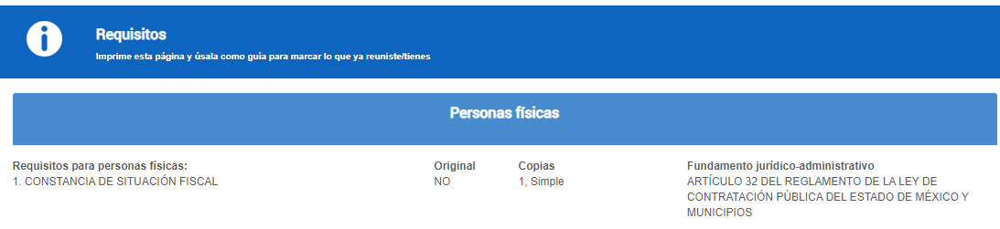 Requisitos
Imprime esta página y úsala como guía para marcar lo que ya reuniste/tienes
Personas físicas
Requisitos para personas físicas: Original Copias Fundamento jurídico-administrativo
1. CONSTANCIA DE SITUACIÓN FISCAL NO 1, Simple ARTÍCULO 32 DEL REGLAMENTO DE LA LEY DE
CONTRATACIÓN PÚBLICA DEL ESTADO DE MÉXICO Y
MUNICIPIOS